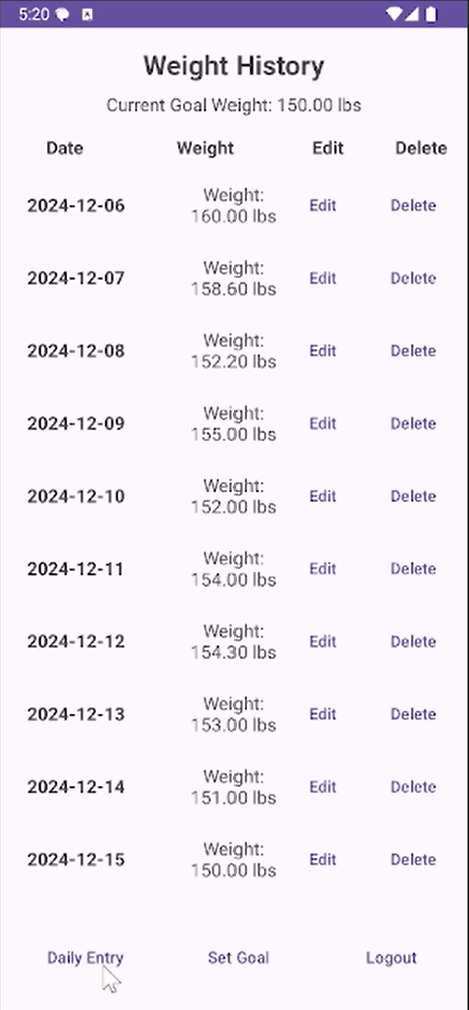 5:20
Weight History
Current Goal Weight: 150.00 lbs
Date Weight Edit Delete
2024-12-06 Weight: 160.00 lbs Edit Delete
2024-12-07 Weight: 158.60 lbs Edit Delete
2024-12-08 Weight: 152.20 lbs Edit Delete
2024-12-09 Weight: 155.00 lbs Edit Delete
2024-12-10 Weight: 152.00 lbs Edit Delete
2024-12-11 Weight: 154.00 lbs Edit Delete
2024-12-12 Weight: 154.30 lbs Edit Delete
2024-12-13 Weight: 153.00 lbs Edit Delete
2024-12-14 Weight: 151.00 lbs Edit Delete
2024-12-15 Weight: 150.00 lbs Edit Delete
Daily Entry Set Goal Logout